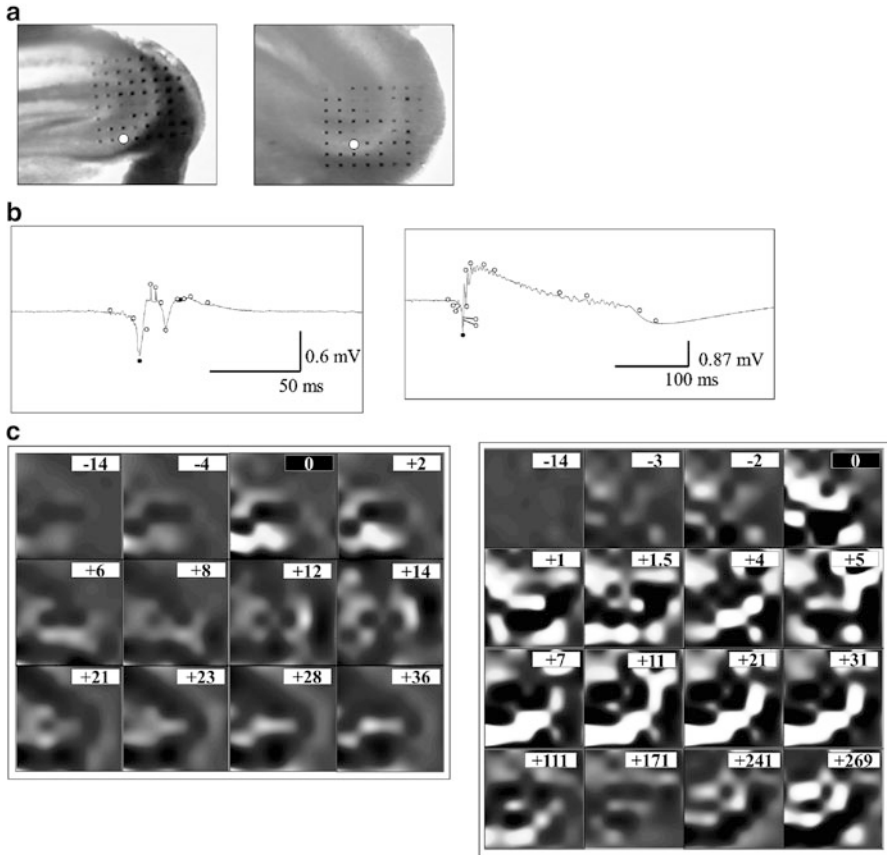 a
b
0.6 mV
50 ms
0.87 mV
100 ms
c
-14 -4 0 +2
+6 +8 +12 +14
+21 +23 +28 +36
-14 -3 -2 0
+1 +1.5 +4 +5
+7 +11 +21 +31
+111 +171 +241 +269